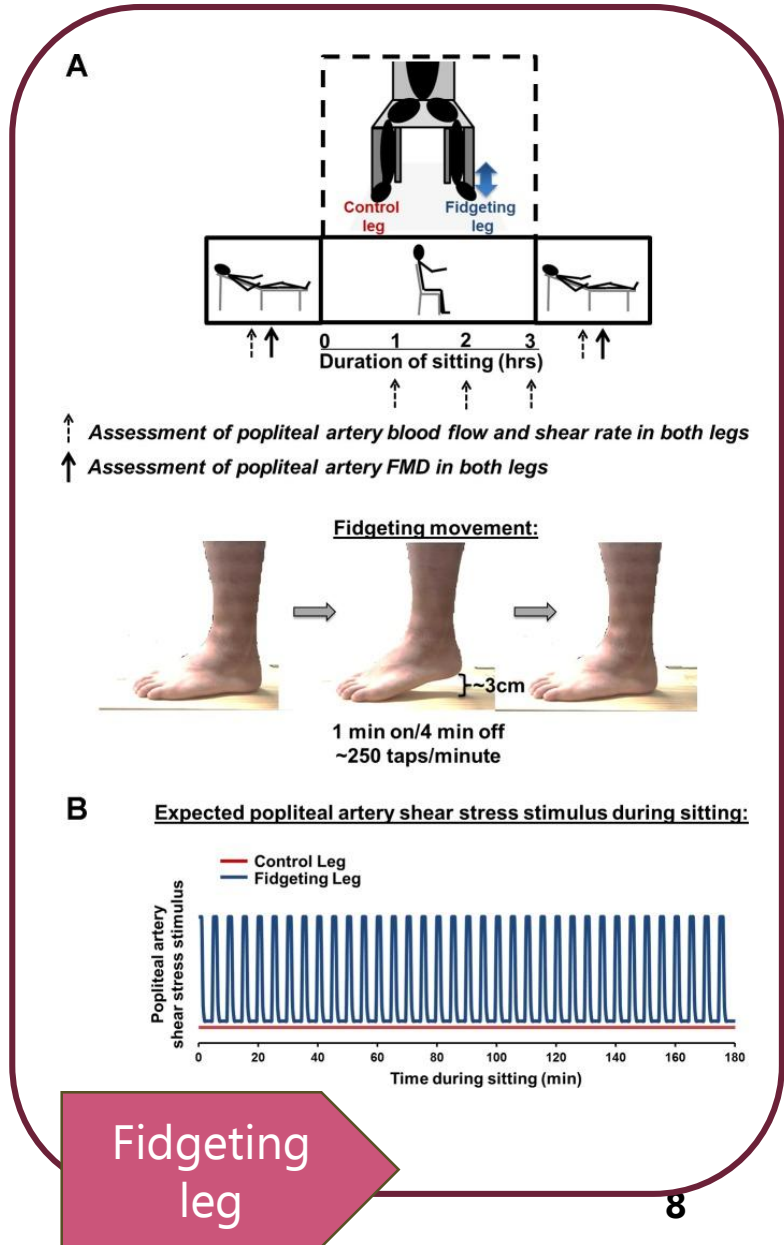 A
Control
leg
Fidgeting
leg
0 1 2 3
Duration of sitting (hrs)
Assessment of popliteal artery blood flow and shear rate in both legs
Assessment of popliteal artery FMD in both legs
Fidgeting movement:
~3cm
1 min on/4 min off
~250 taps/minute
B
Expected popliteal artery shear stress stimulus during sitting:
Control Leg
Fidgeting Leg
Popliteal artery
shear stress stimulus
0 20 40 60 80 100 120 140 160 180
Time during sitting (min)
Fidgeting
leg
8